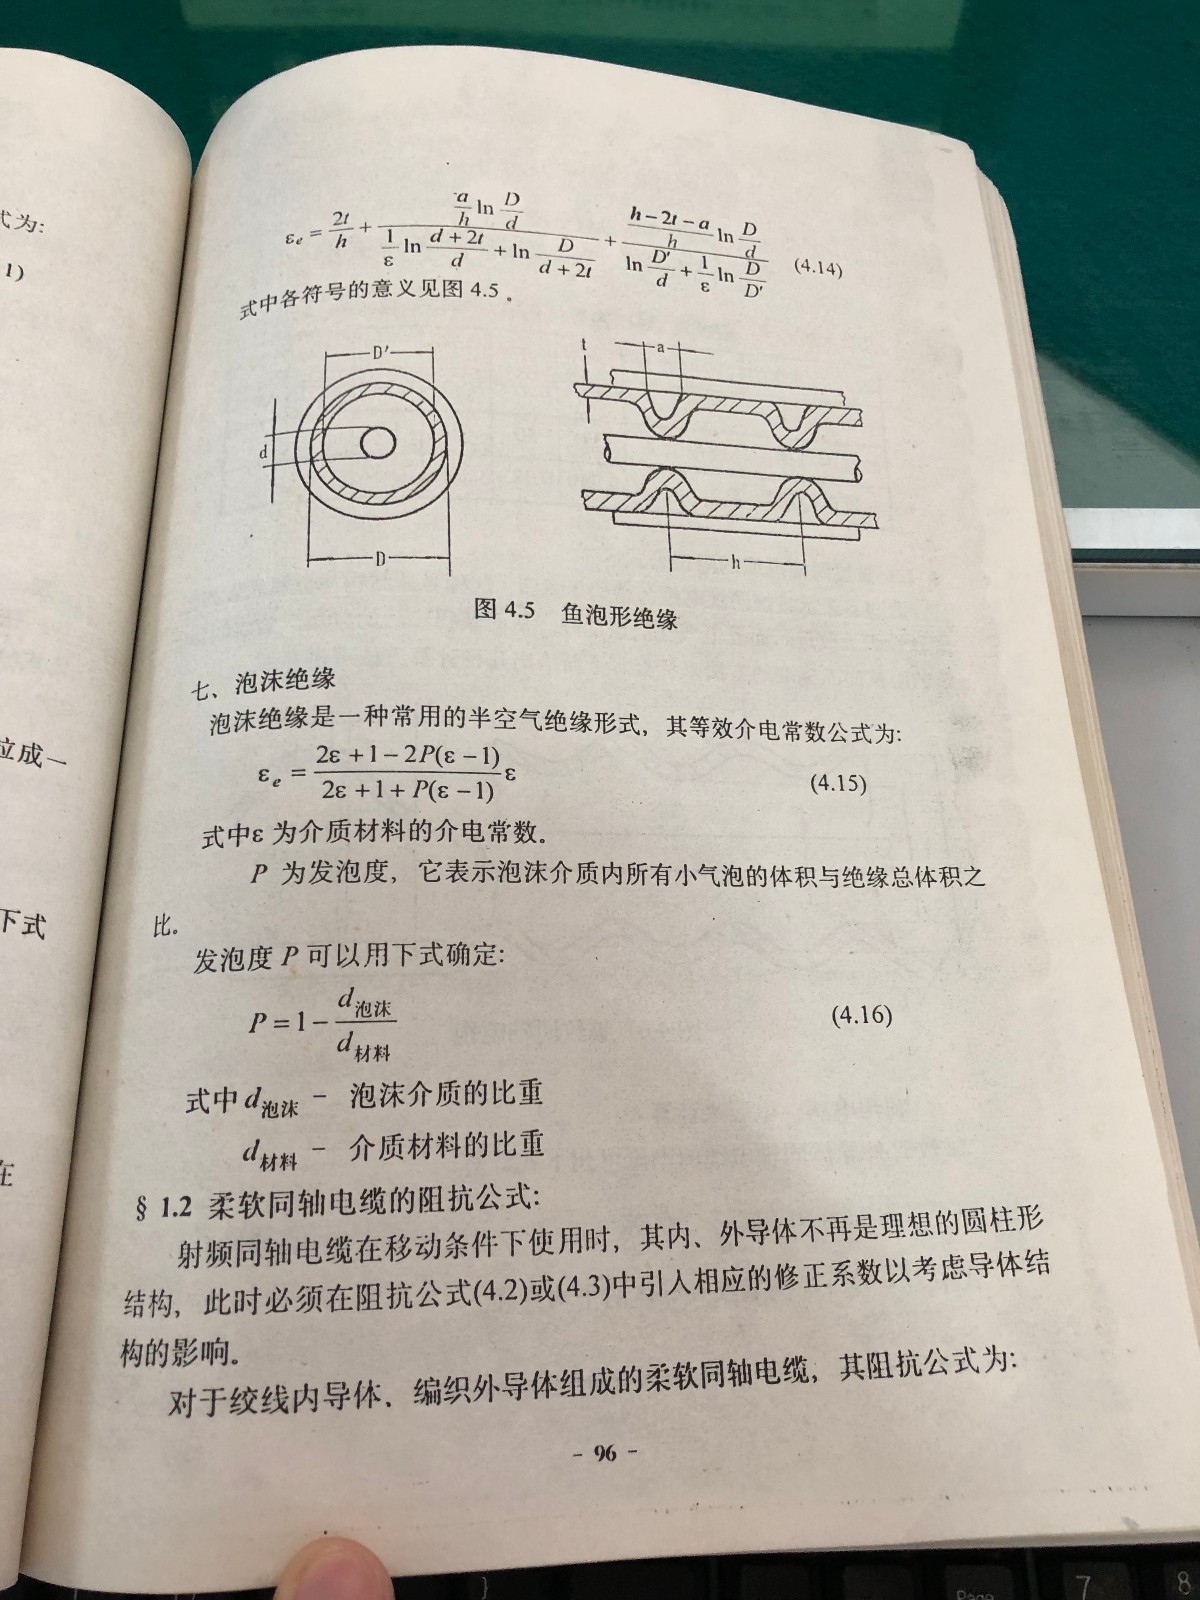 式为:
1)
位成一
下式
在
εe = 2t/h + (a/h ln D/d)/(1/ε ln (d+2t)/d + ln D/(d+2t)) + ((h-2t-a)/h ln D/d)/(ln D'/d + 1/ε ln D/D') (4.14)
式中各符号的意义见图 4.5 。
D'
d
D
t
a
h
图 4.5 鱼泡形绝缘
七、泡沫绝缘
泡沫绝缘是一种常用的半空气绝缘形式，其等效介电常数公式为:
εe = (2ε+1-2P(ε-1))/(2ε+1+P(ε-1)) ε (4.15)
式中ε 为介质材料的介电常数。
P 为发泡度，它表示泡沫介质内所有小气泡的体积与绝缘总体积之
比。
发泡度 P 可以用下式确定:
P=1- d泡沫/d材料 (4.16)
式中 d泡沫 - 泡沫介质的比重
d材料 - 介质材料的比重
§ 1.2 柔软同轴电缆的阻抗公式:
射频同轴电缆在移动条件下使用时，其内、外导体不再是理想的圆柱形
结构，此时必须在阻抗公式(4.2)或(4.3)中引人相应的修正系数以考虑导体结
构的影响。
对于绞线内导体、编织外导体组成的柔软同轴电缆，其阻抗公式为:
- 96 -
}
Page
7
8